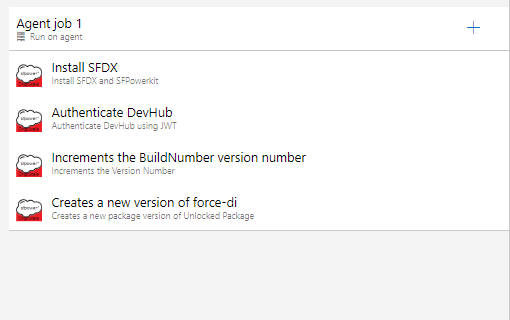 Agent job 1
Run on agent
Install SFDX
Install SFDX and SFPowerkit
Authenticate DevHub
Authenticate DevHub using JWT
Increments the BuildNumber version number
Increments the Version Number
Creates a new version of force-di
Creates a new package version of Unlocked Package